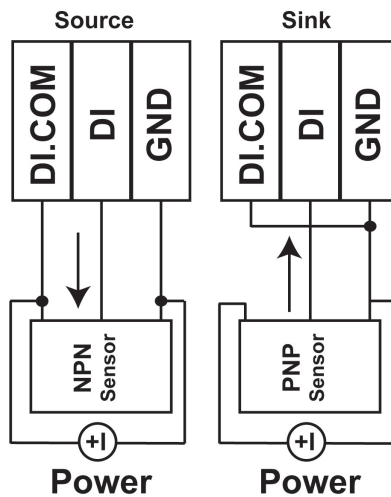 Source
DI.COM
DI
GND
NPN
Sensor
+I
Power
Sink
DI.COM
DI
GND
PNP
Sensor
+I
Power